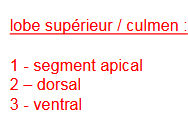 lobe supérieur / culmen :
1 - segment apical
2 – dorsal
3 - ventral